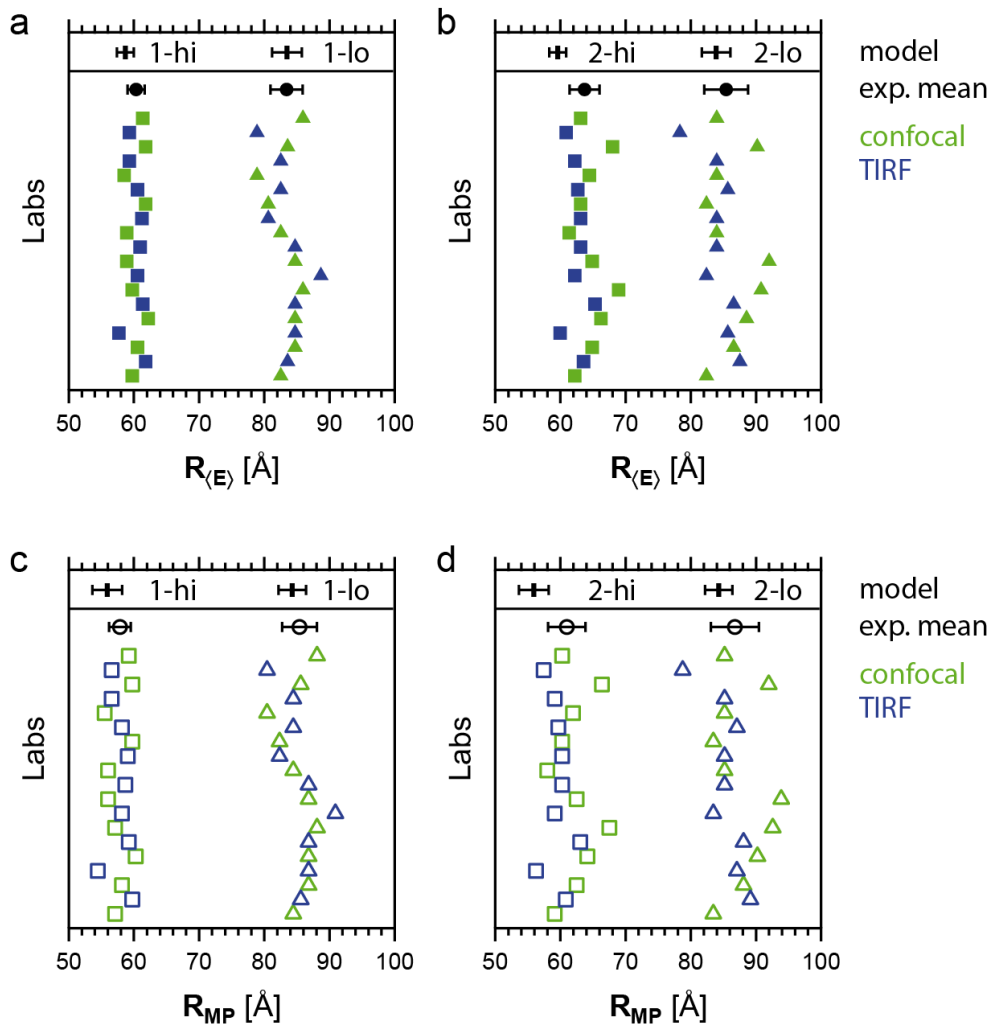 a
b
1-hi 1-lo
2-hi 2-lo
model
exp. mean
confocal
TIRF
Labs
Labs
50 60 70 80 90 100
50 60 70 80 90 100
R⟨E⟩ [Å]
R⟨E⟩ [Å]
c
d
1-hi 1-lo
2-hi 2-lo
model
exp. mean
confocal
TIRF
Labs
Labs
50 60 70 80 90 100
50 60 70 80 90 100
RMP [Å]
RMP [Å]